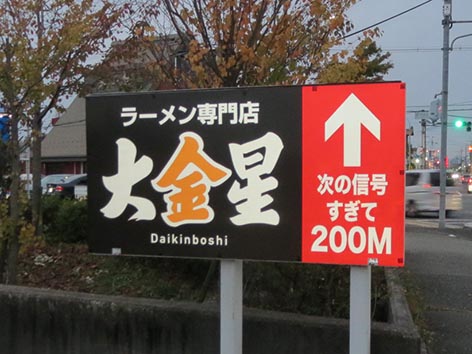 ラーメン専門店
大金星
Daikinboshi
次の信号
すぎて
200M